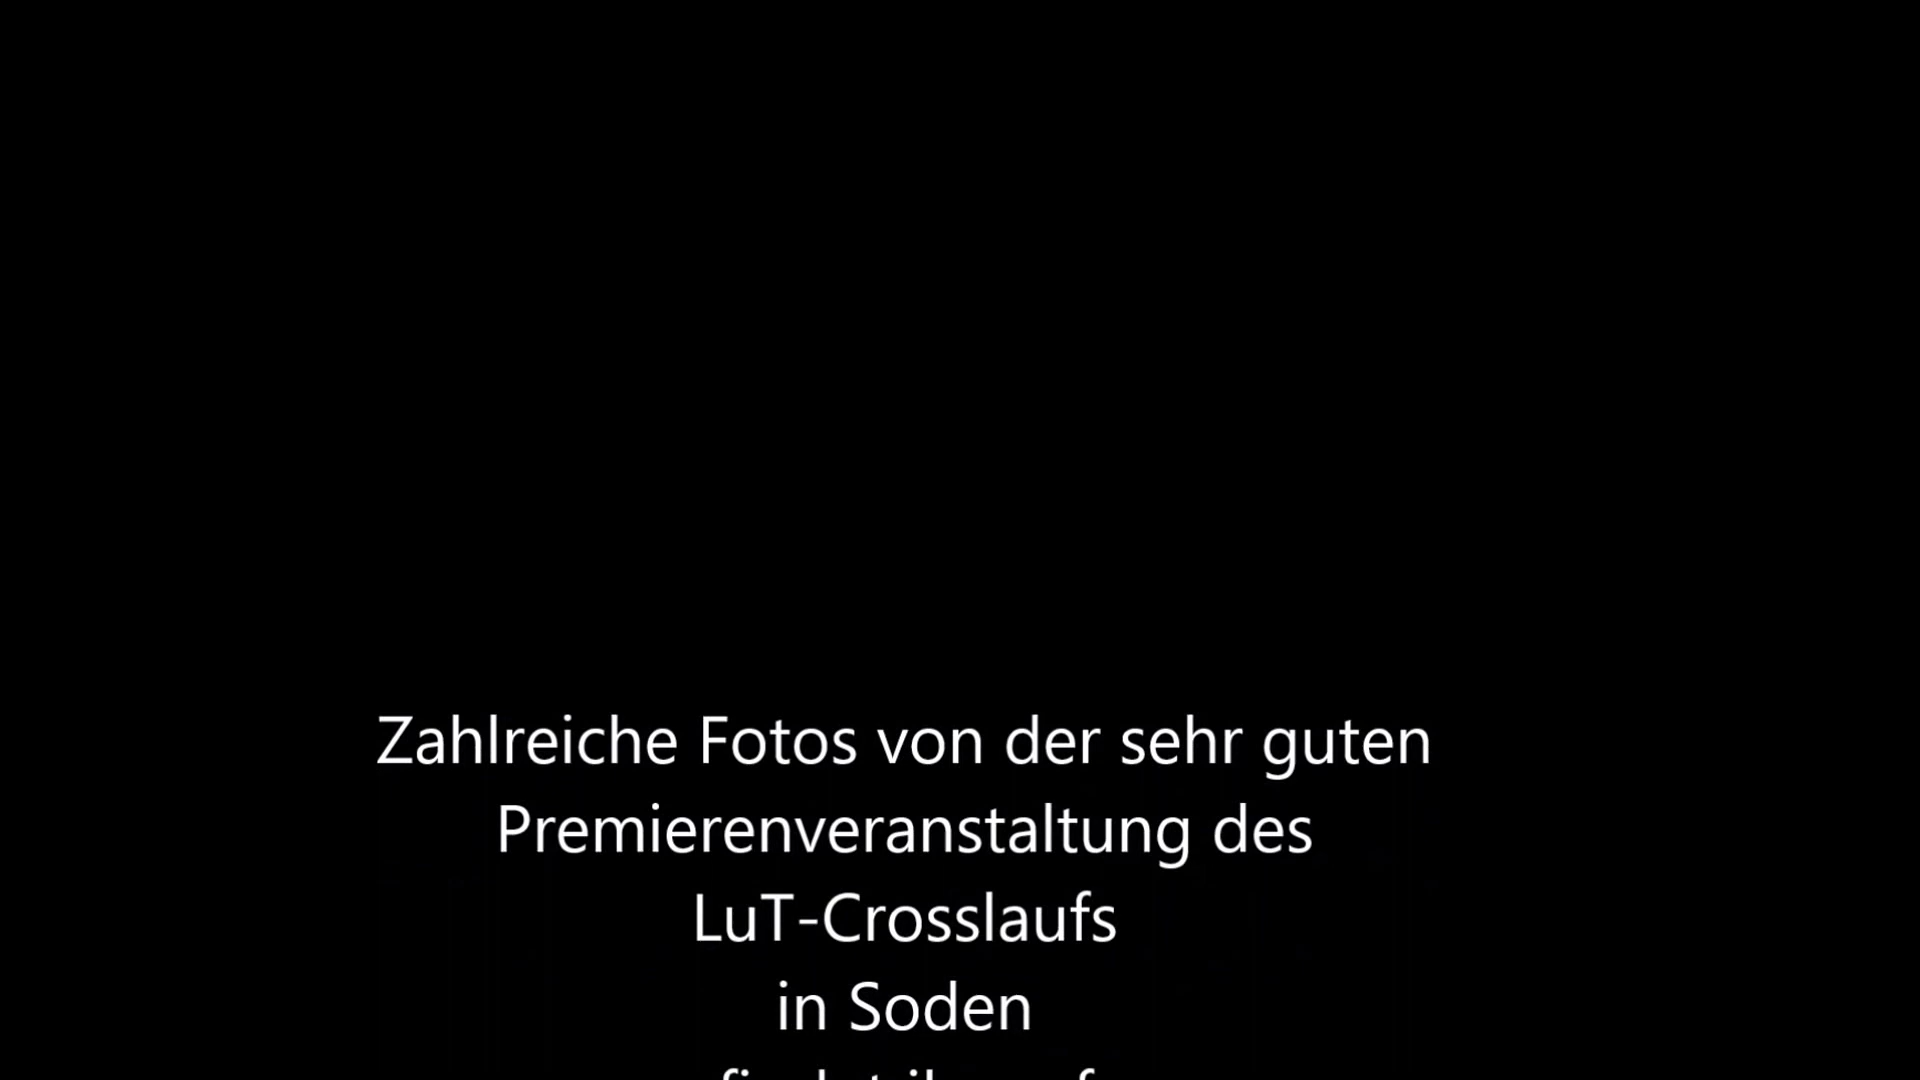 Zahlreiche Fotos von der sehr guten
Premierenveranstaltung des
LuT-Crosslaufs
in Soden